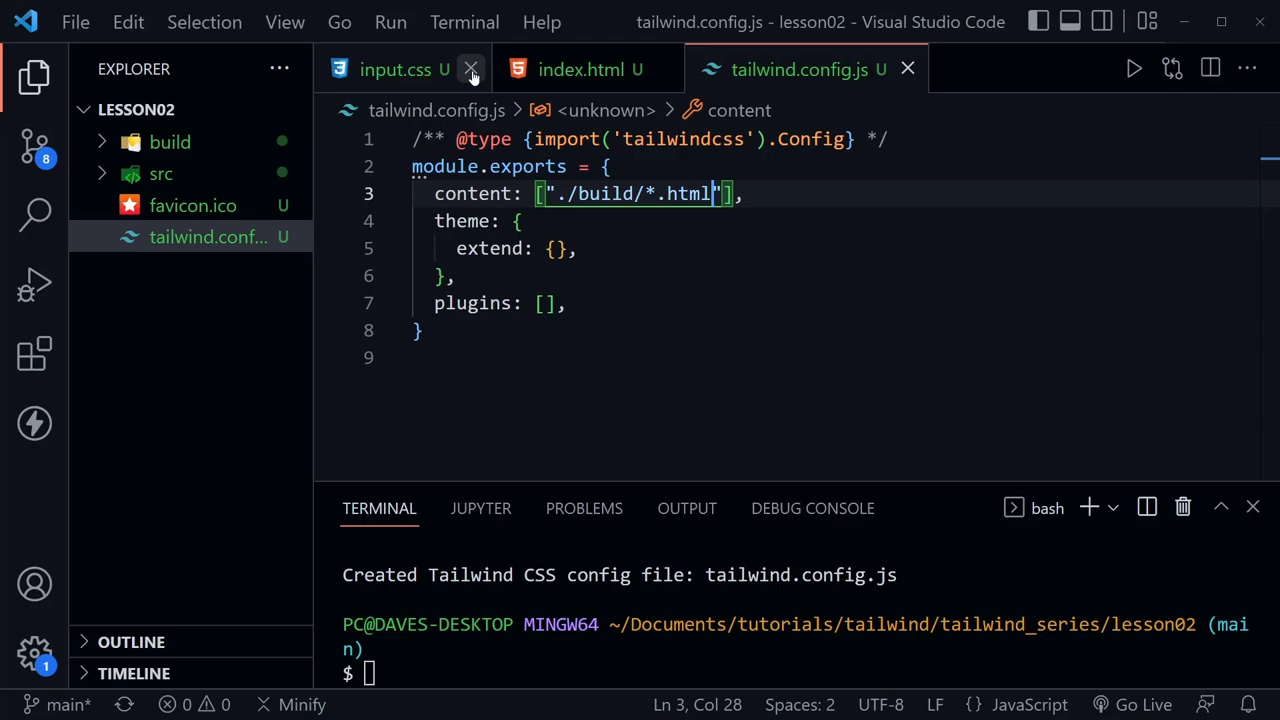 File Edit Selection View Go Run Terminal Help tailwind.config.js - lesson02 - Visual Studio Code
EXPLORER
input.css U
index.html U
tailwind.config.js U
LESSON02
tailwind.config.js > <unknown> > content
build
src
favicon.ico U
tailwind.conf... U
8
1 /** @type {import('tailwindcss').Config} */
2 module.exports = {
3 content: ["./build/*.html"],
4 theme: {
5 extend: {},
6 },
7 plugins: [],
8 }
9
TERMINAL JUPYTER PROBLEMS OUTPUT DEBUG CONSOLE bash
Created Tailwind CSS config file: tailwind.config.js
PC@DAVES-DESKTOP MINGW64 ~/Documents/tutorials/tailwind/tailwind_series/lesson02 (mai
n)
$
OUTLINE
TIMELINE
1
main* 0 0 Minify Ln 3, Col 28 Spaces: 2 UTF-8 LF {} JavaScript Go Live